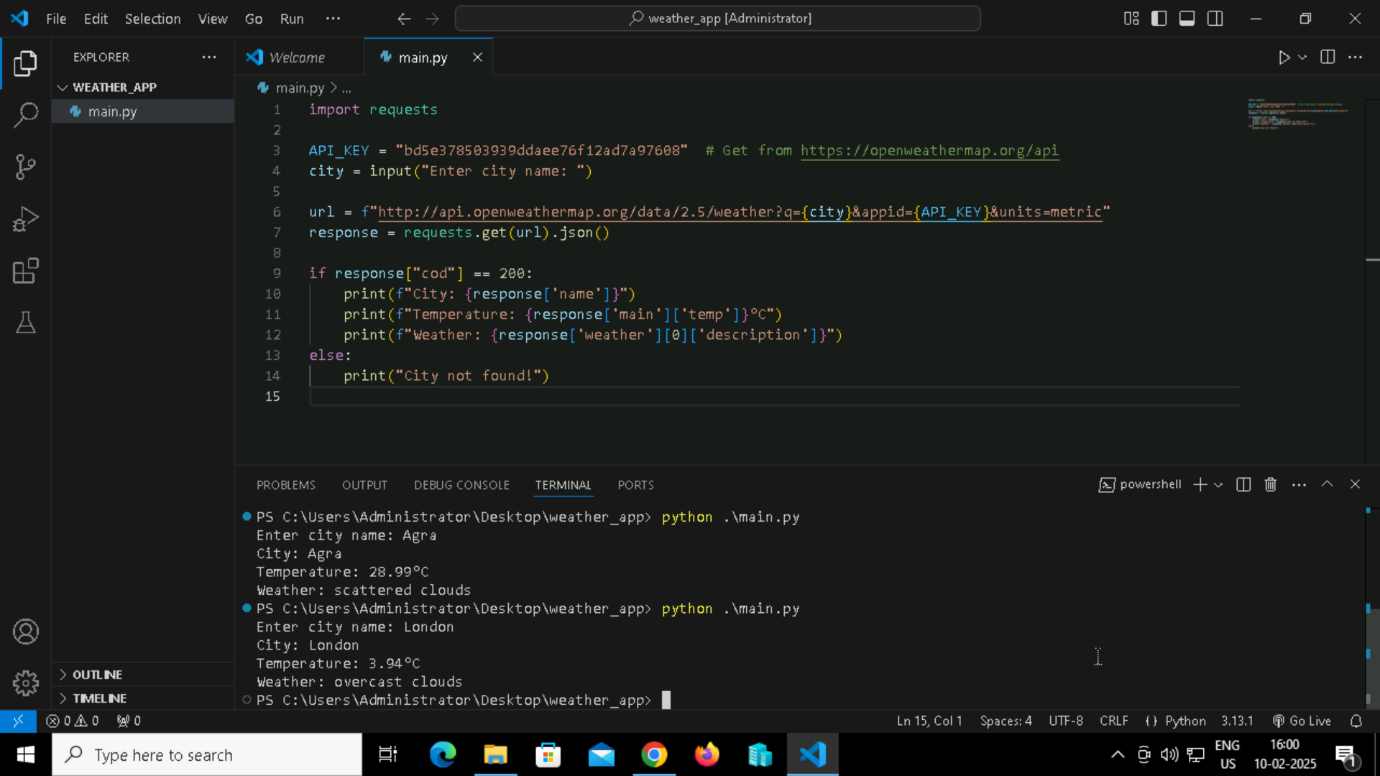 File Edit Selection View Go Run ... weather_app [Administrator]
EXPLORER ...
Welcome main.py
WEATHER_APP
main.py
main.py > ...
1 import requests
2
3 API_KEY = "bd5e378503939ddaee76f12ad7a97608" # Get from https://openweathermap.org/api
4 city = input("Enter city name: ")
5
6 url = f"http://api.openweathermap.org/data/2.5/weather?q={city}&appid={API_KEY}&units=metric"
7 response = requests.get(url).json()
8
9 if response["cod"] == 200:
10 print(f"City: {response['name']}")
11 print(f"Temperature: {response['main']['temp']}°C")
12 print(f"Weather: {response['weather'][0]['description']}")
13 else:
14 print("City not found!")
15
PROBLEMS OUTPUT DEBUG CONSOLE TERMINAL PORTS powershell
PS C:\Users\Administrator\Desktop\weather_app> python .\main.py
Enter city name: Agra
City: Agra
Temperature: 28.99°C
Weather: scattered clouds
PS C:\Users\Administrator\Desktop\weather_app> python .\main.py
Enter city name: London
City: London
Temperature: 3.94°C
Weather: overcast clouds
PS C:\Users\Administrator\Desktop\weather_app>
OUTLINE
TIMELINE
0 0 0 Ln 15, Col 1 Spaces: 4 UTF-8 CRLF {} Python 3.13.1 Go Live
Type here to search
ENG
US
16:00
10-02-2025
1